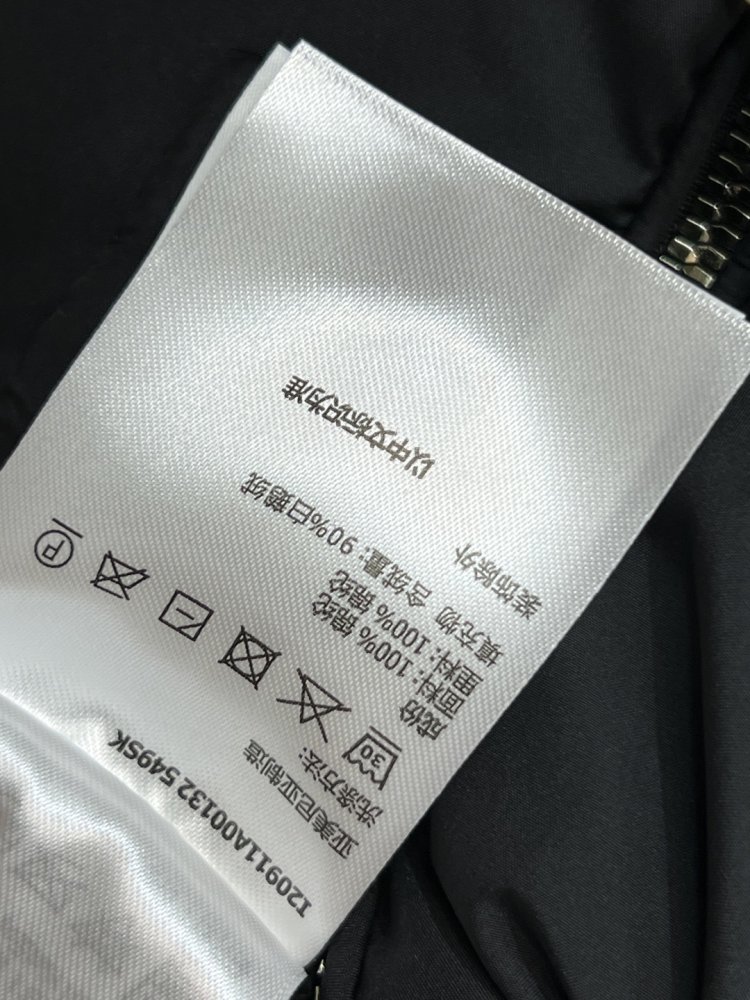 I20911A00132 549SK
亚美尼亚制造
洗涤方法:
30
P
成份
面料: 100% 锦纶
里料: 100% 锦纶
填充物 含绒量: 90%白鹅绒
装饰除外
以中文标识为准